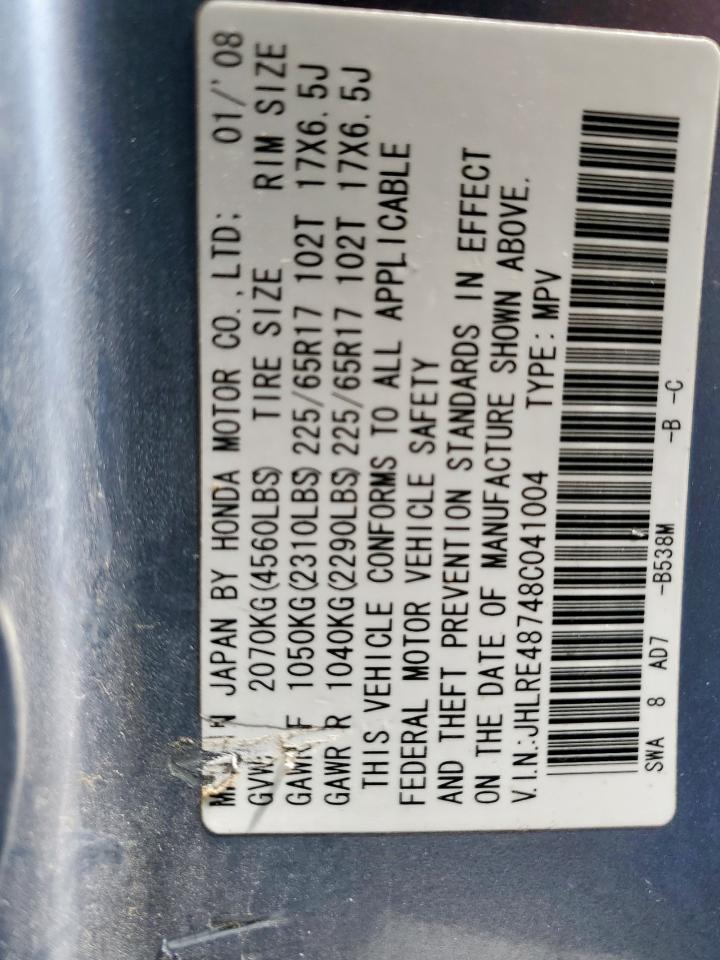 IN JAPAN BY HONDA MOTOR CO.,LTD; 01/'08
2070KG(4560LBS) TIRE SIZE RIM SIZE
GAWR F 1050KG(2310LBS)225/65R17 102T 17X6.5J
GAWR R 1040KG(2290LBS)225/65R17 102T 17X6.5J
THIS VEHICLE CONFORMS TO ALL APPLICABLE
FEDERAL MOTOR VEHICLE SAFETY
AND THEFT PREVENTION STANDARDS IN EFFECT
ON THE DATE OF MANUFACTURE SHOWN ABOVE.
V.I.N.:JHLRE48748C041004 TYPE:MPV
SWA 8 AD7 -B538M -B -C